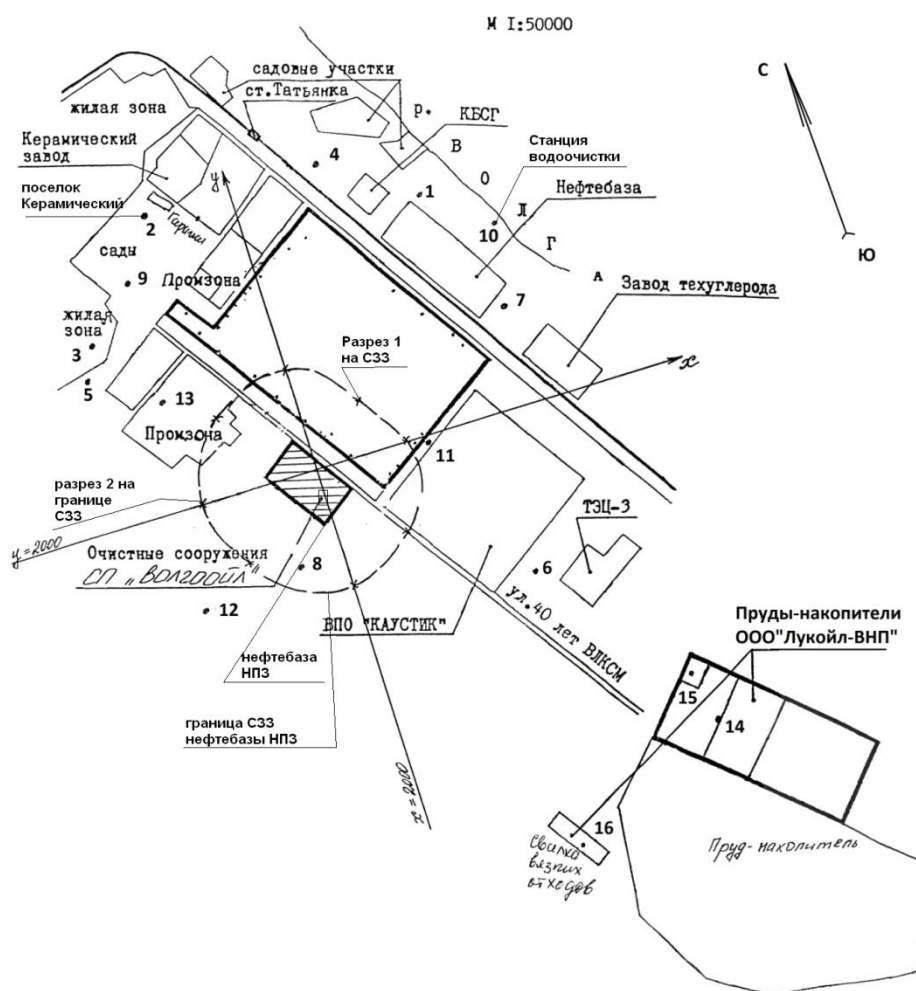 М I:50000
садовые участки
ст.Татьянка
жилая зона
р.
КБСГ
С
Керамический
завод
В
Станция
водоочистки
4
О
Нефтебаза
поселок
Керамический
у
1
Л
2
Гаражи
10
Г
Ю
сады
9
Промзона
А
Завод техуглерода
7
жилая
зона
3
Разрез 1
на СЗЗ
x
5
13
Промзона
11
разрез 2 на
границе
СЗЗ
ТЭЦ-3
y=2000
Очистные сооружения
СП „ВОЛГООЙЛ"
8
6
12
ВПО "КАУСТИК"
ул.40 лет ВЛКСМ
Пруды-накопители
ООО"Лукойл-ВНП"
нефтебаза
НПЗ
15
14
граница СЗЗ
нефтебазы НПЗ
x=2000
16
Свалка
вязких
отходов
Пруд-накопитель